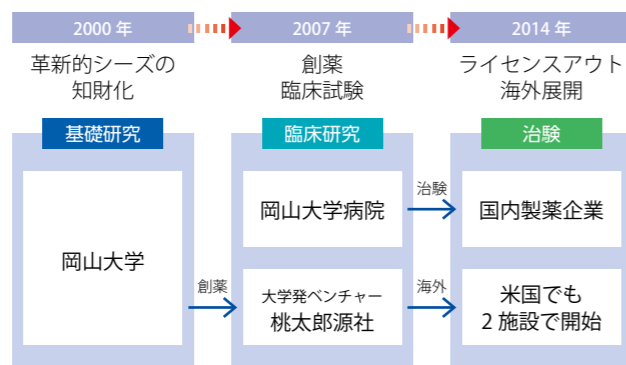 2000 年
2007 年
2014 年
革新的シーズの
知財化
創薬
臨床試験
ライセンスアウト
海外展開
基礎研究
臨床研究
治験
岡山大学
創薬
岡山大学病院
治験
国内製薬企業
大学発ベンチャー
桃太郎源社
海外
米国でも
2 施設で開始